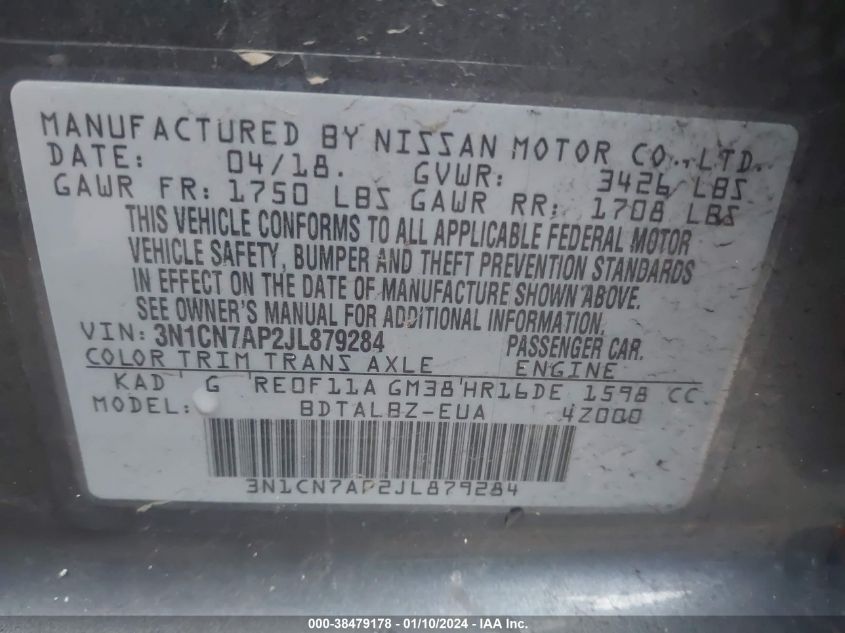 MANUFACTURED BY NISSAN MOTOR CO., LTD.
DATE: 04/18. GVWR: 3426 LBS
GAWR FR: 1750 LBS GAWR RR: 1708 LBS
THIS VEHICLE CONFORMS TO ALL APPLICABLE FEDERAL MOTOR
VEHICLE SAFETY, BUMPER AND THEFT PREVENTION STANDARDS
IN EFFECT ON THE DATE OF MANUFACTURE SHOWN ABOVE.
SEE OWNER'S MANUAL FOR ADDITIONAL INFORMATION.
VIN: 3N1CN7AP2JL879284 PASSENGER CAR.
COLOR TRIM TRANS AXLE ENGINE
KAD G RE0F11A GM38 HR16DE 1598 CC
MODEL: BDTALBZ-EUA 4Z000
3N1CN7AP2JL879284
000-38479178 - 01/10/2024 - IAA Inc.